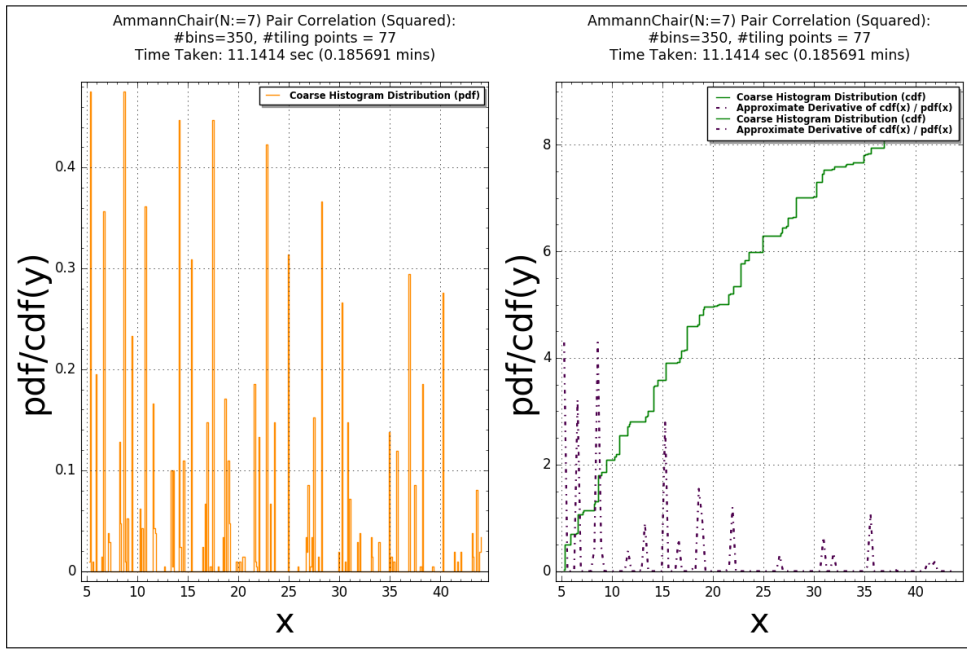 AmmannChair(N:=7) Pair Correlation (Squared):
#bins=350, #tiling points = 77
Time Taken: 11.1414 sec (0.185691 mins)
Coarse Histogram Distribution (pdf)
0.4
0.3
0.2
0.1
0
pdf/cdf(y)
5 10 15 20 25 30 35 40
x
AmmannChair(N:=7) Pair Correlation (Squared):
#bins=350, #tiling points = 77
Time Taken: 11.1414 sec (0.185691 mins)
Coarse Histogram Distribution (cdf)
Approximate Derivative of cdf(x) / pdf(x)
Coarse Histogram Distribution (cdf)
Approximate Derivative of cdf(x) / pdf(x)
8
6
4
2
0
pdf/cdf(y)
5 10 15 20 25 30 35 40
x